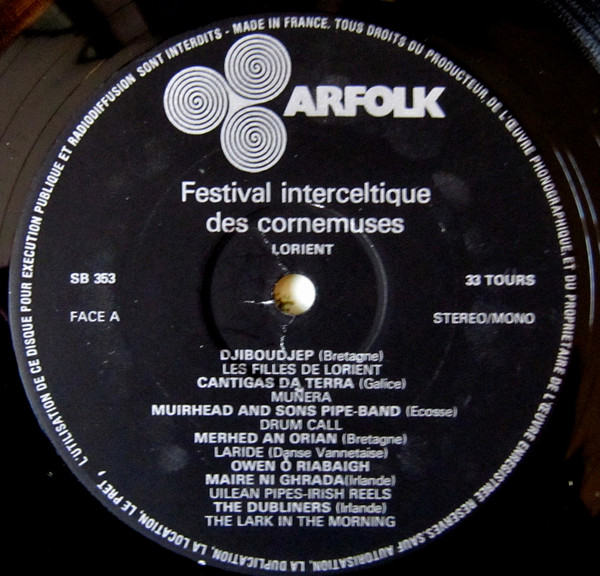 L'UTILISATION DE CE DISQUE POUR EXECUTION PUBLIQUE ET RADIODIFFUSION SONT INTERDITS - MADE IN FRANCE. TOUS DROITS DU PRODUCTEUR, DE L'ŒUVRE PHONOGRAPHIQUE, ET DU PROPRIETAIRE DE L'ŒUVRE ENREGISTREE RESERVES. SAUF AUTORISATION, LA DUPLICATION, LA LOCATION, LE PRET,
ARFOLK
Festival interceltique
des cornemuses
LORIENT
SB 353
33 TOURS
FACE A
STEREO/MONO
DJIBOUDJEP (Bretagne)
LES FILLES DE LORIENT
CANTIGAS DA TERRA (Galice)
MUÑERA
MUIRHEAD AND SONS PIPE-BAND (Ecosse)
DRUM CALL
MERHED AN ORIAN (Bretagne)
LARIDE (Danse Vannetaise)
OWEN Ó RIABAIGH
MAIRE NI GHRADA(Irlande)
UILEAN PIPES-IRISH REELS
THE DUBLINERS (Irlande)
THE LARK IN THE MORNING